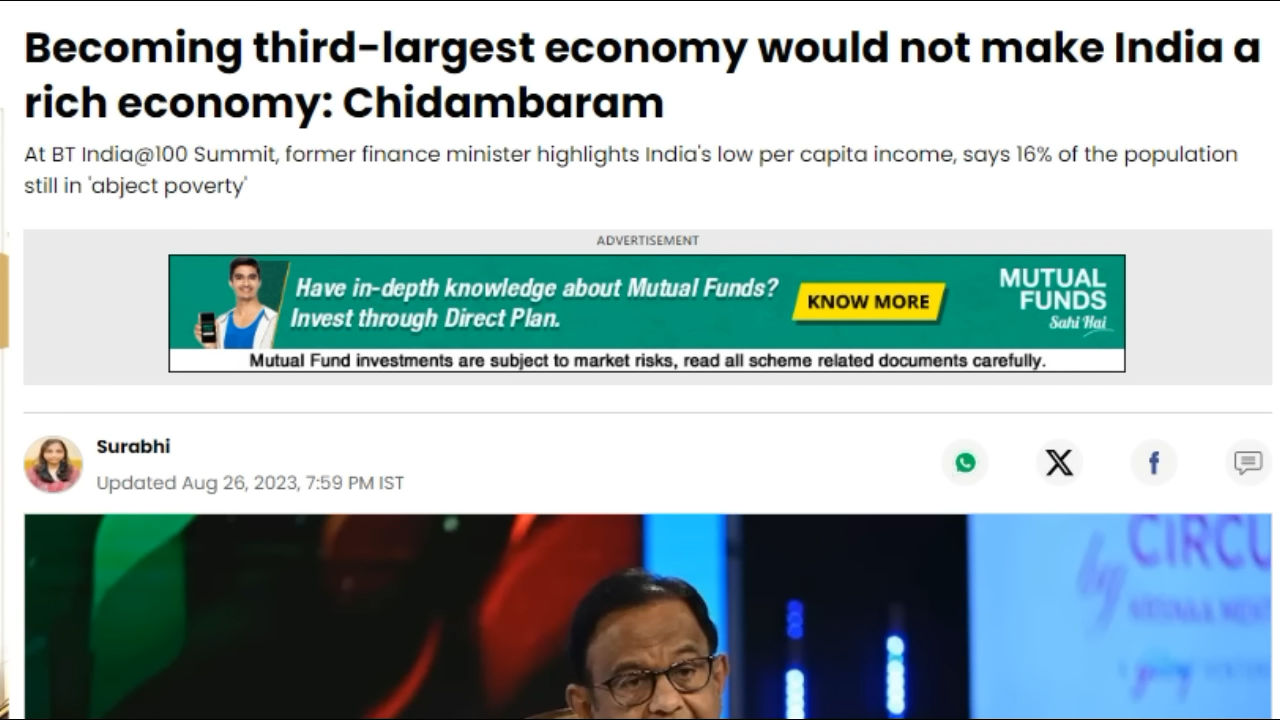 Becoming third-largest economy would not make India a
rich economy: Chidambaram
At BT India@100 Summit, former finance minister highlights India's low per capita income, says 16% of the population
still in 'abject poverty'
ADVERTISEMENT
Have in-depth knowledge about Mutual Funds?
Invest through Direct Plan.
KNOW MORE
MUTUAL
FUNDS
Sahi Hai
Mutual Fund investments are subject to market risks, read all scheme related documents carefully.
Surabhi
Updated Aug 26, 2023, 7:59 PM IST
CIRCU
by